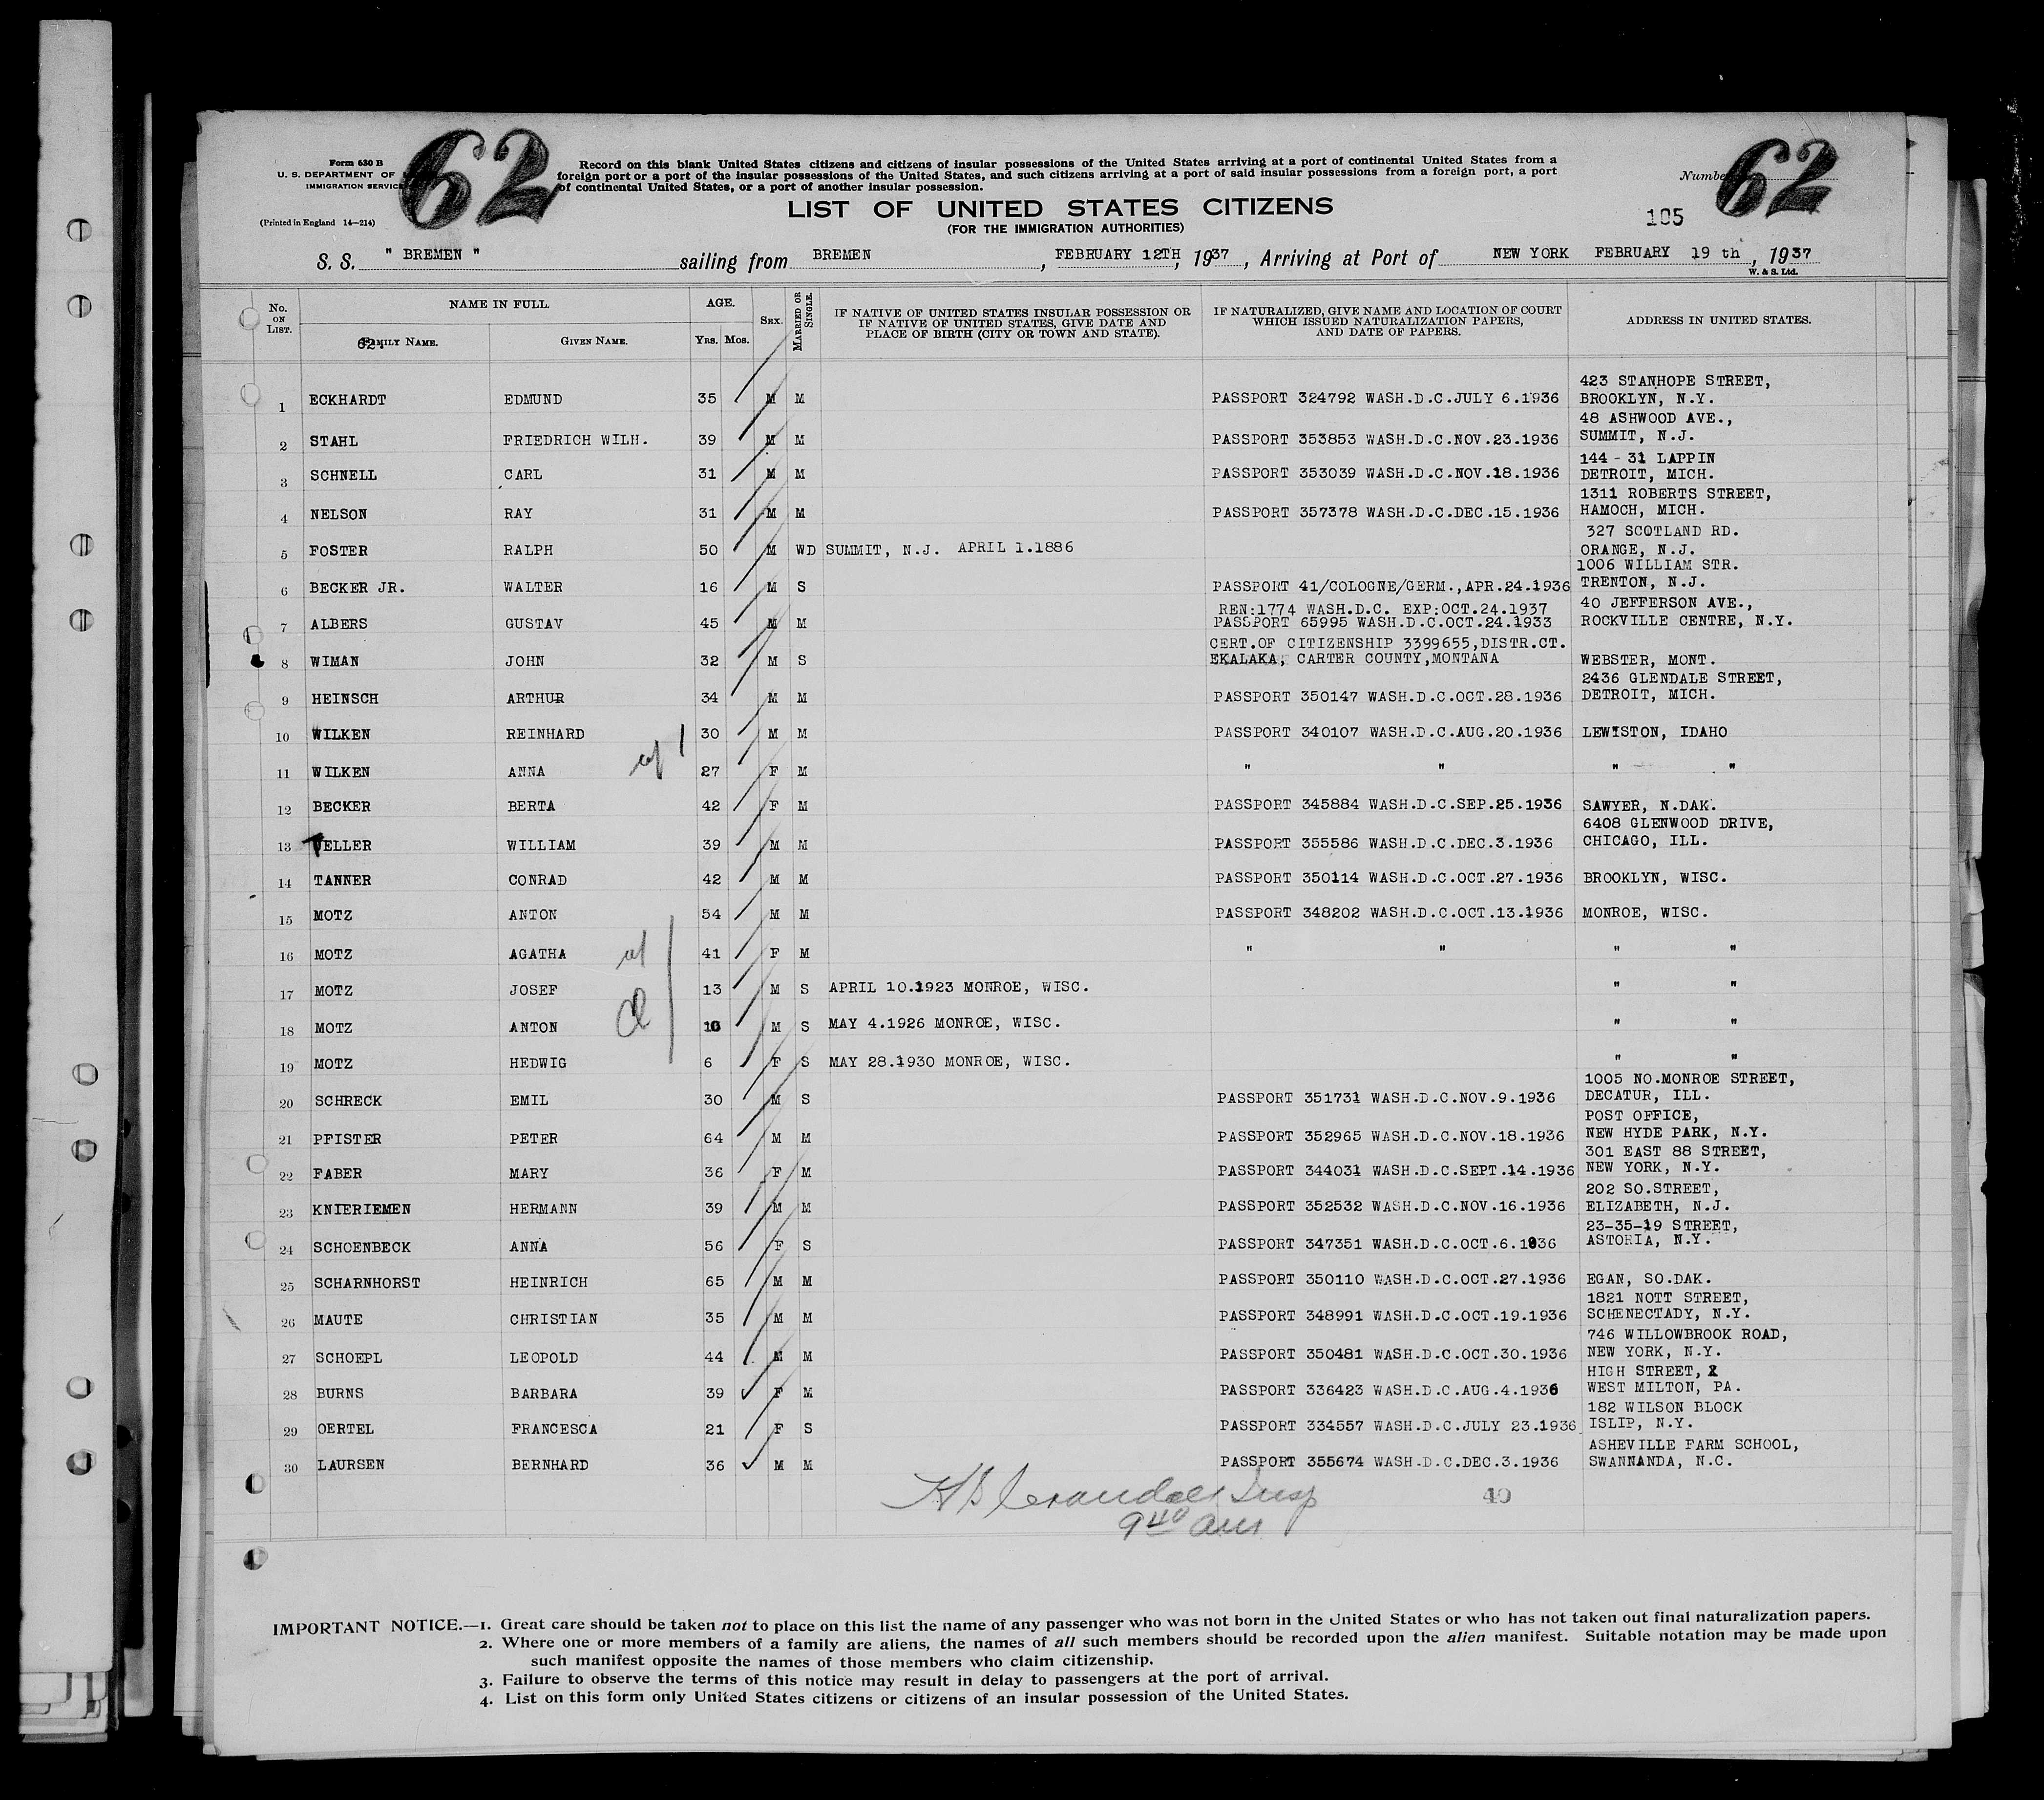 Form 630 B
U. S. DEPARTMENT OF
IMMIGRATION SERVICE
(Printed in England 14—214)
62
Record on this blank United States citizens and citizens of insular possessions of the United States arriving at a port of continental United States from a
foreign port or a port of the insular possessions of the United States, and such citizens arriving at a port of said insular possessions from a foreign port, a port
of continental United States, or a port of another insular possession.
Number 62
LIST OF UNITED STATES CITIZENS
(FOR THE IMMIGRATION AUTHORITIES)
105
S. S. " BREMEN " sailing from BREMEN, FEBRUARY 12TH, 1937, Arriving at Port of NEW YORK FEBRUARY 19 th, 1937
W. & S. Ltd.
No. ON LIST. NAME IN FULL. FAMILY NAME. GIVEN NAME. AGE. YRS. MOS. SEX. MARRIED OR SINGLE. IF NATIVE OF UNITED STATES INSULAR POSSESSION OR IF NATIVE OF UNITED STATES, GIVE DATE AND PLACE OF BIRTH (CITY OR TOWN AND STATE). IF NATURALIZED, GIVE NAME AND LOCATION OF COURT WHICH ISSUED NATURALIZATION PAPERS, AND DATE OF PAPERS. ADDRESS IN UNITED STATES.
423 STANHOPE STREET,
1 ECKHARDT EDMUND 35 M M PASSPORT 324792 WASH.D.C.JULY 6.1936 BROOKLYN, N.Y.
48 ASHWOOD AVE.,
2 STAHL FRIEDRICH WILH. 39 M M PASSPORT 353853 WASH.D.C.NOV.23.1936 SUMMIT, N.J.
144 - 31 LAPPIN
3 SCHNELL CARL 31 M M PASSPORT 353039 WASH.D.C.NOV.18.1936 DETROIT, MICH.
1311 ROBERTS STREET,
4 NELSON RAY 31 M M PASSPORT 357378 WASH.D.C.DEC.15.1936 HAMOCH, MICH.
327 SCOTLAND RD.
5 FOSTER RALPH 50 M WD SUMMIT, N.J. APRIL 1.1886 ORANGE, N.J.
1006 WILLIAM STR.
6 BECKER JR. WALTER 16 M S PASSPORT 41/COLOGNE/GERM.,APR.24.1936 TRENTON, N.J.
REN:1774 WASH.D.C. EXP:OCT.24.1937 40 JEFFERSON AVE.,
7 ALBERS GUSTAV 45 M M PASSPORT 65995 WASH.D.C.OCT.24.1933 ROCKVILLE CENTRE, N.Y.
CERT.OF CITIZENSHIP 3399655,DISTR.CT.
8 WIMAN JOHN 32 M S EKALAKA, CARTER COUNTY,MONTANA WEBSTER, MONT.
2436 GLENDALE STREET,
9 HEINSCH ARTHUR 34 M M PASSPORT 350147 WASH.D.C.OCT.28.1936 DETROIT, MICH.
10 WILKEN REINHARD 30 M M PASSPORT 340107 WASH.D.C.AUG.20.1936 LEWISTON, IDAHO
11 WILKEN ANNA 27 F M " " " "
12 BECKER BERTA 42 F M PASSPORT 345884 WASH.D.C.SEP.25.1936 SAWYER, N.DAK.
6408 GLENWOOD DRIVE,
13 TELLER WILLIAM 39 M M PASSPORT 355586 WASH.D.C.DEC.3.1936 CHICAGO, ILL.
14 TANNER CONRAD 42 M M PASSPORT 350114 WASH.D.C.OCT.27.1936 BROOKLYN, WISC.
15 MOTZ ANTON 54 M M PASSPORT 348202 WASH.D.C.OCT.13.1936 MONROE, WISC.
16 MOTZ AGATHA 41 F M " " " "
17 MOTZ JOSEF 13 M S APRIL 10.1923 MONROE, WISC. " "
18 MOTZ ANTON 10 M S MAY 4.1926 MONROE, WISC. " "
19 MOTZ HEDWIG 6 F S MAY 28.1930 MONROE, WISC. " "
1005 NO.MONROE STREET,
20 SCHRECK EMIL 30 M S PASSPORT 351731 WASH.D.C.NOV.9.1936 DECATUR, ILL.
POST OFFICE,
21 PFISTER PETER 64 M M PASSPORT 352965 WASH.D.C.NOV.18.1936 NEW HYDE PARK, N.Y.
301 EAST 88 STREET,
22 FABER MARY 36 F M PASSPORT 344031 WASH.D.C.SEPT.14.1936 NEW YORK, N.Y.
202 SO.STREET,
23 KNIERIEMEN HERMANN 39 M M PASSPORT 352532 WASH.D.C.NOV.16.1936 ELIZABETH, N.J.
23-35-19 STREET,
24 SCHOENBECK ANNA 56 F S PASSPORT 347351 WASH.D.C.OCT.6.1936 ASTORIA, N.Y.
25 SCHARNHORST HEINRICH 65 M M PASSPORT 350110 WASH.D.C.OCT.27.1936 EGAN, SO.DAK.
1821 NOTT STREET,
26 MAUTE CHRISTIAN 35 M M PASSPORT 348991 WASH.D.C.OCT.19.1936 SCHENECTADY, N.Y.
746 WILLOWBROOK ROAD,
27 SCHOEPL LEOPOLD 44 M M PASSPORT 350481 WASH.D.C.OCT.30.1936 NEW YORK, N.Y.
HIGH STREET,
28 BURNS BARBARA 39 F M PASSPORT 336423 WASH.D.C.AUG.4.1936 WEST MILTON, PA.
182 WILSON BLOCK
29 OERTEL FRANCESCA 21 F S PASSPORT 334557 WASH.D.C.JULY 23.1936 ISLIP, N.Y.
ASHEVILLE FARM SCHOOL,
30 LAURSEN BERNHARD 36 M M PASSPORT 355674 WASH.D.C.DEC.3.1936 SWANNANDA, N.C.
Crandall Insp 40
9 40 am
IMPORTANT NOTICE.—1. Great care should be taken not to place on this list the name of any passenger who was not born in the United States or who has not taken out final naturalization papers.
2. Where one or more members of a family are aliens, the names of all such members should be recorded upon the alien manifest. Suitable notation may be made upon
such manifest opposite the names of those members who claim citizenship.
3. Failure to observe the terms of this notice may result in delay to passengers at the port of arrival.
4. List on this form only United States citizens or citizens of an insular possession of the United States.